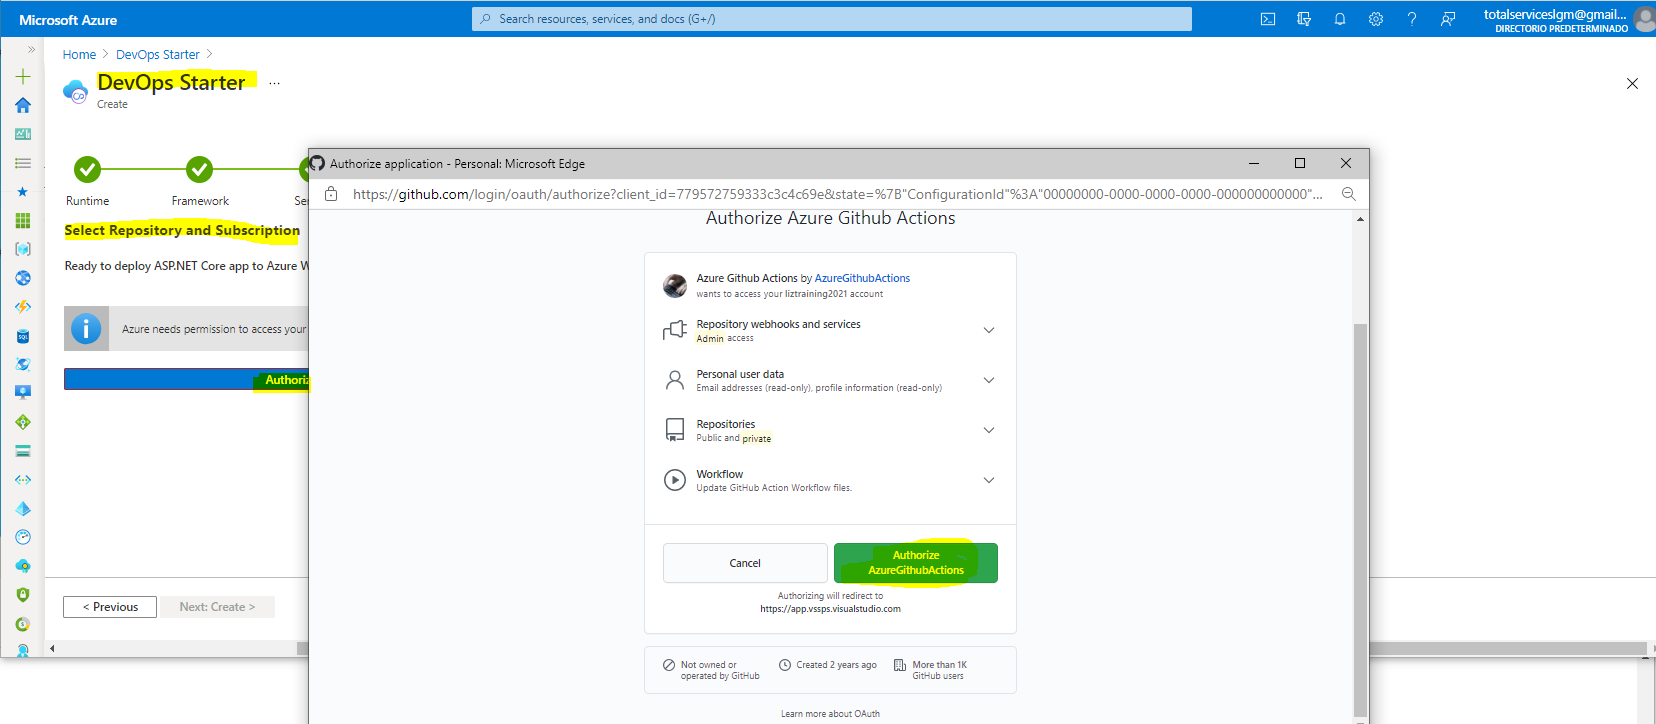 Microsoft Azure
Search resources, services, and docs (G+/)
totalserviceslgm@gmail...
DIRECTORIO PREDETERMINADO
Home > DevOps Starter >
DevOps Starter ...
Create
Runtime
Framework
Ser
Select Repository and Subscription
Ready to deploy ASP.NET Core app to Azure W
Azure needs permission to access your
Authoriz
< Previous
Next: Create >
Authorize application - Personal: Microsoft Edge
https://github.com/login/oauth/authorize?client_id=779572759333c3c4c69e&state=%7B"ConfigurationId"%3A"00000000-0000-0000-0000-000000000000"...
Authorize Azure Github Actions
Azure Github Actions by AzureGithubActions
wants to access your liztraining2021 account
Repository webhooks and services
Admin access
Personal user data
Email addresses (read-only), profile information (read-only)
Repositories
Public and private
Workflow
Update GitHub Action Workflow files.
Cancel
Authorize
AzureGithubActions
Authorizing will redirect to
https://app.vssps.visualstudio.com
Not owned or
operated by GitHub
Created 2 years ago
More than 1K
GitHub users
Learn more about OAuth